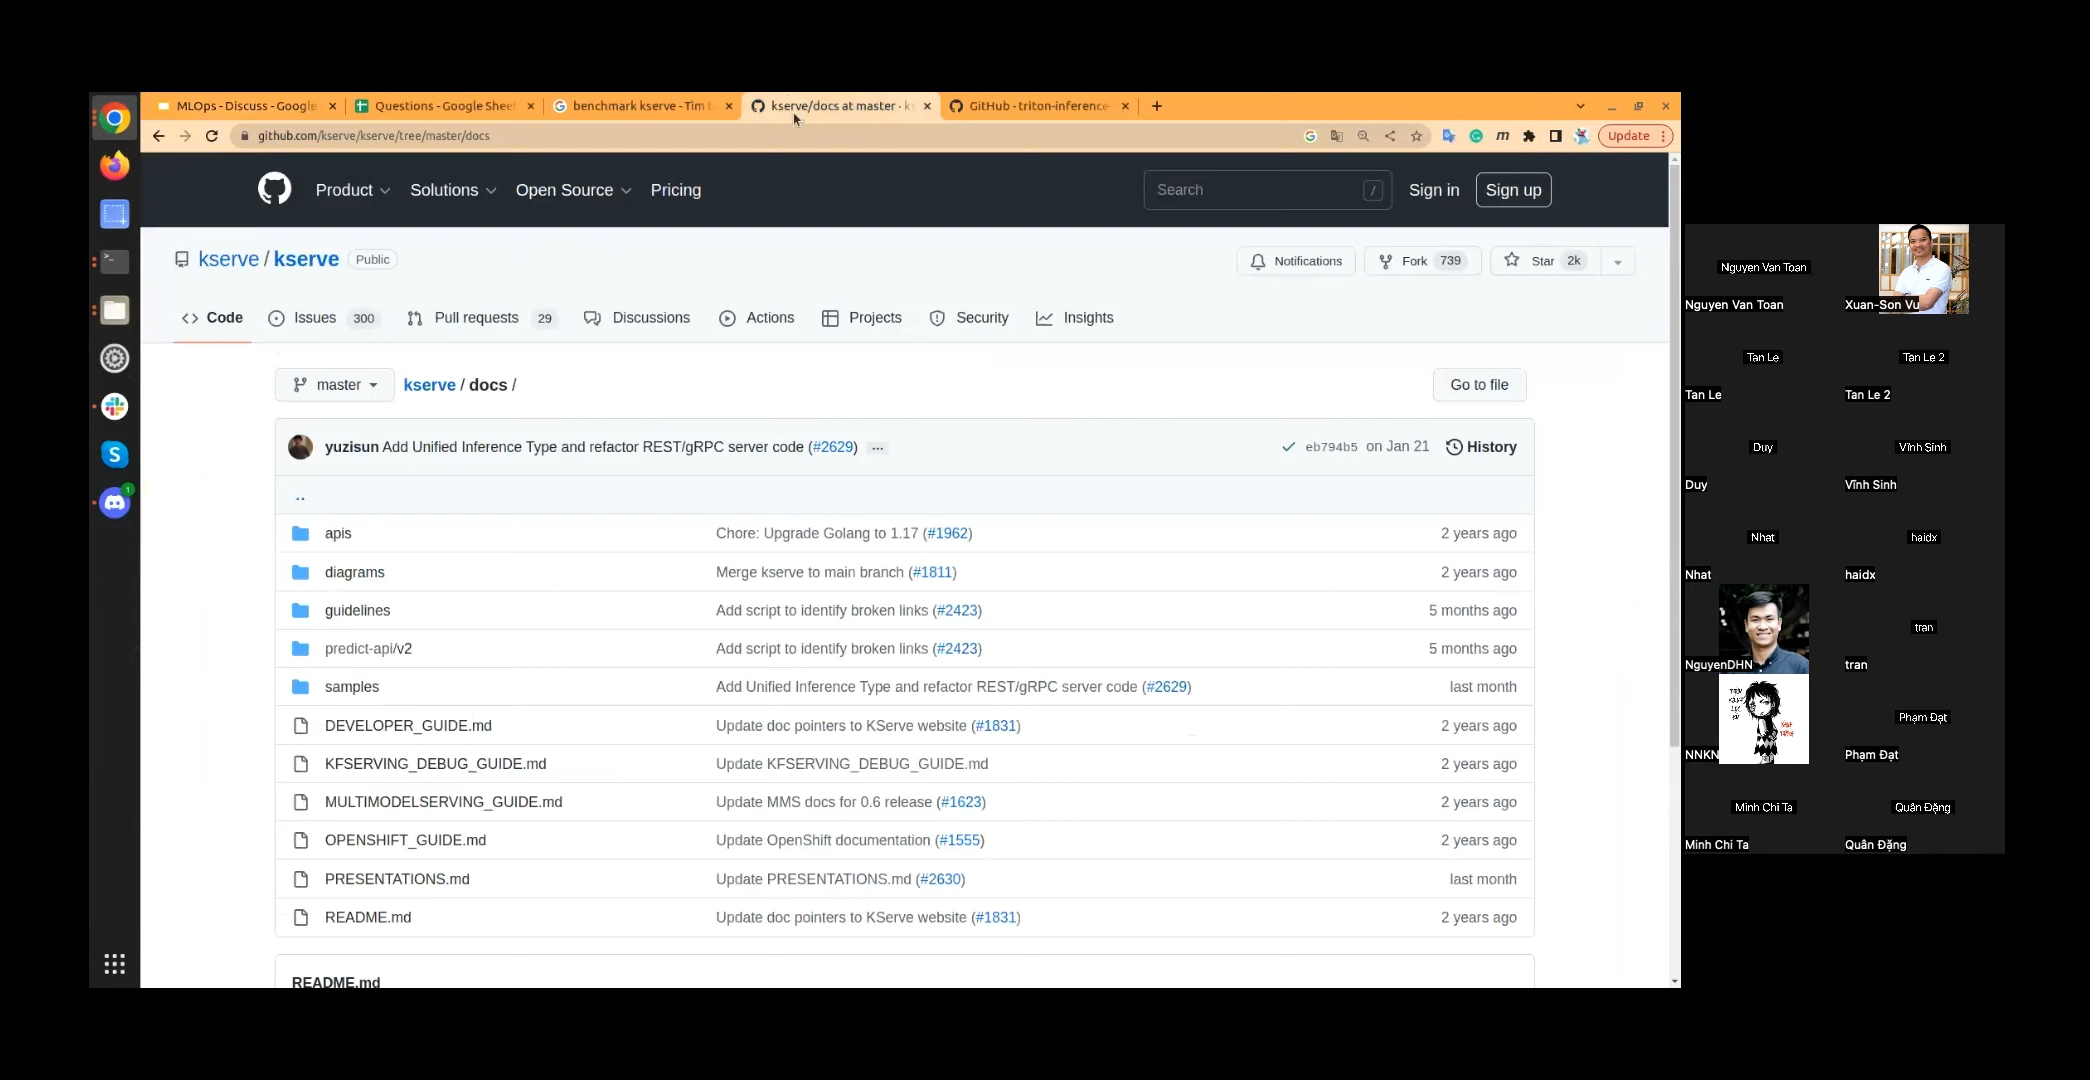 MLOps - Discuss - Google
Questions - Google Sheet
benchmark kserve - Tìm
kserve/docs at master ·
GitHub - triton-inference
github.com/kserve/kserve/tree/master/docs
Update
Product
Solutions
Open Source
Pricing
Search
/
Sign in
Sign up
kserve / kserve
Public
Notifications
Fork 739
Star 2k
Code
Issues 300
Pull requests 29
Discussions
Actions
Projects
Security
Insights
master
kserve / docs /
Go to file
yuzisun Add Unified Inference Type and refactor REST/gRPC server code (#2629) ...
eb794b5 on Jan 21
History
..
apis Chore: Upgrade Golang to 1.17 (#1962) 2 years ago
diagrams Merge kserve to main branch (#1811) 2 years ago
guidelines Add script to identify broken links (#2423) 5 months ago
predict-api/v2 Add script to identify broken links (#2423) 5 months ago
samples Add Unified Inference Type and refactor REST/gRPC server code (#2629) last month
DEVELOPER_GUIDE.md Update doc pointers to KServe website (#1831) 2 years ago
KFSERVING_DEBUG_GUIDE.md Update KFSERVING_DEBUG_GUIDE.md 2 years ago
MULTIMODELSERVING_GUIDE.md Update MMS docs for 0.6 release (#1623) 2 years ago
OPENSHIFT_GUIDE.md Update OpenShift documentation (#1555) 2 years ago
PRESENTATIONS.md Update PRESENTATIONS.md (#2630) last month
README.md Update doc pointers to KServe website (#1831) 2 years ago
README.md
Nguyen Van Toan
Nguyen Van Toan
Xuan-Son Vu
Tan Le
Tan Le 2
Tan Le
Tan Le 2
Duy
Vĩnh Sinh
Duy
Vĩnh Sinh
Nhat
haidx
Nhat
haidx
tran
NguyenDHN
tran
Phạm Đạt
NNKN
Phạm Đạt
Minh Chi Ta
Quân Đặng
Minh Chi Ta
Quân Đặng